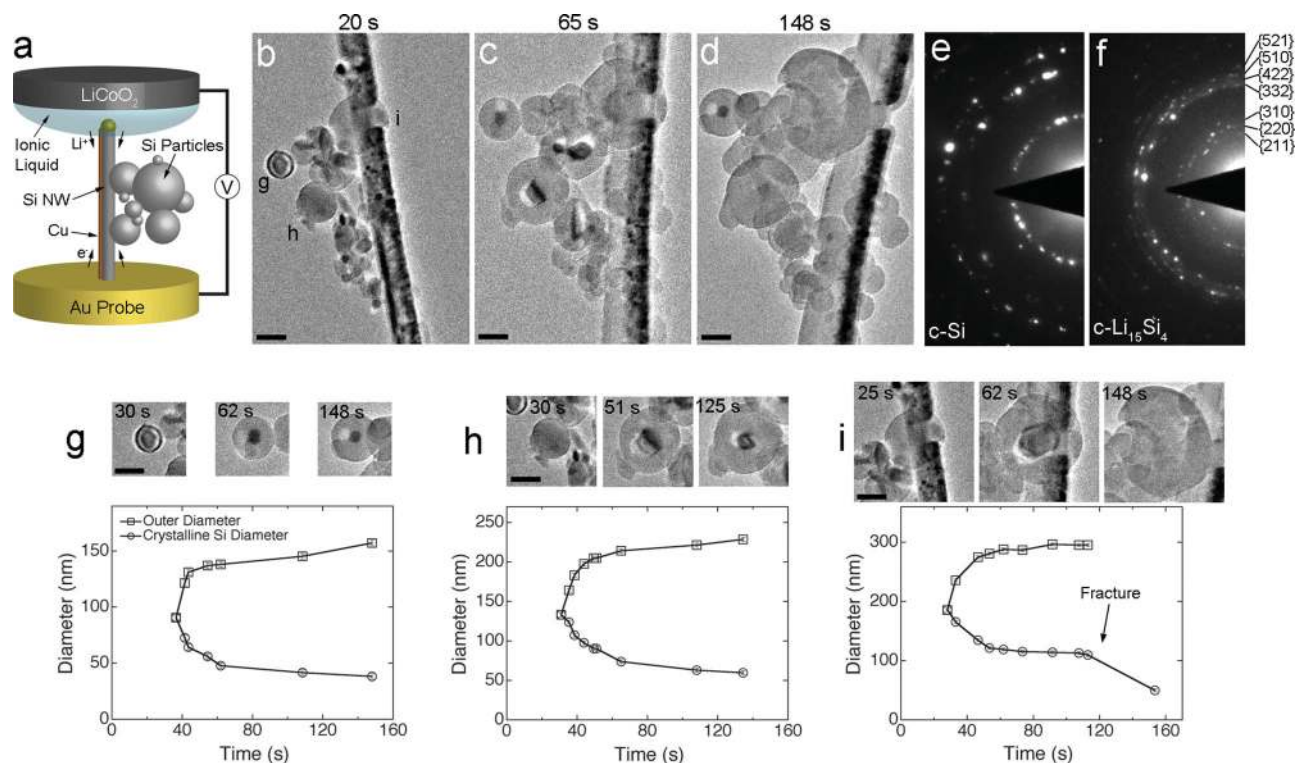 20 s
65 s
148 s
a
b
c
d
e
f
LiCoO₂
Ionic
Liquid
Li⁺
Si Particles
Si NW
Cu
e⁻
V
Au Probe
g
h
i
c-Si
c-Li₁₅Si₄
{521}
{510}
{422}
{332}
{310}
{220}
{211}
g
30 s
62 s
148 s
Outer Diameter
Crystalline Si Diameter
Diameter (nm)
150
100
50
0
0
40
80
120
160
Time (s)
h
30 s
51 s
125 s
Diameter (nm)
250
200
150
100
50
0
0
40
80
120
160
Time (s)
i
25 s
62 s
148 s
Fracture
Diameter (nm)
300
200
100
0
0
40
80
120
160
Time (s)